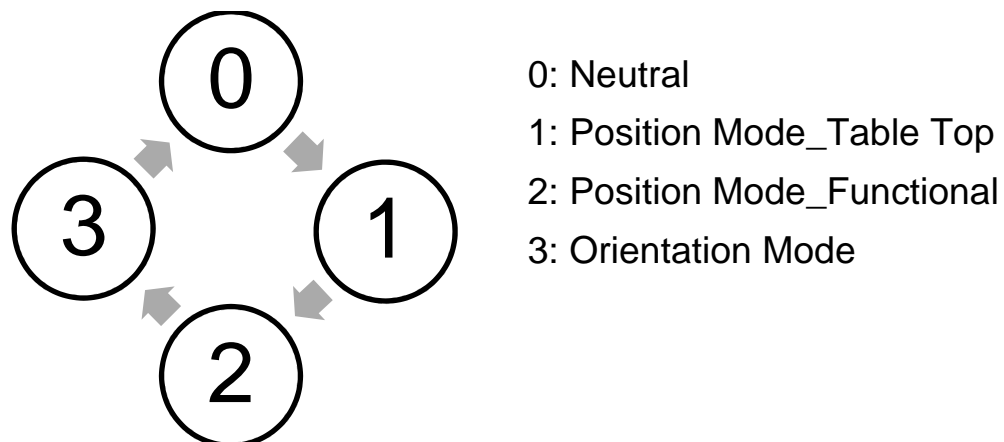 0
1
2
3
0: Neutral
1: Position Mode_Table Top
2: Position Mode_Functional
3: Orientation Mode